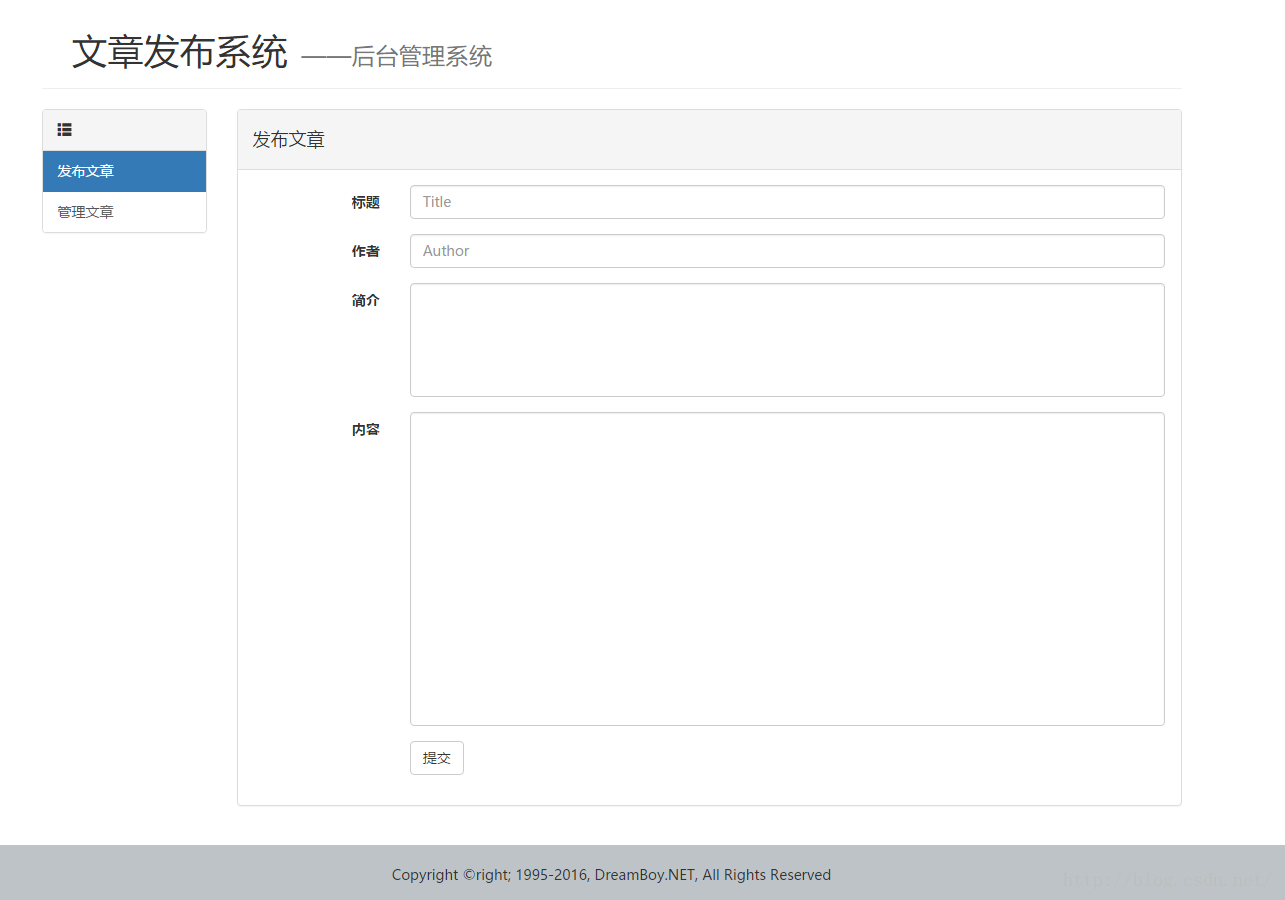 文章发布系统 ——后台管理系统
发布文章
管理文章
发布文章
标题 Title
作者 Author
简介
内容
提交
Copyright ©right; 1995-2016, DreamBoy.NET, All Rights Reserved
http://blog.csdn.net/